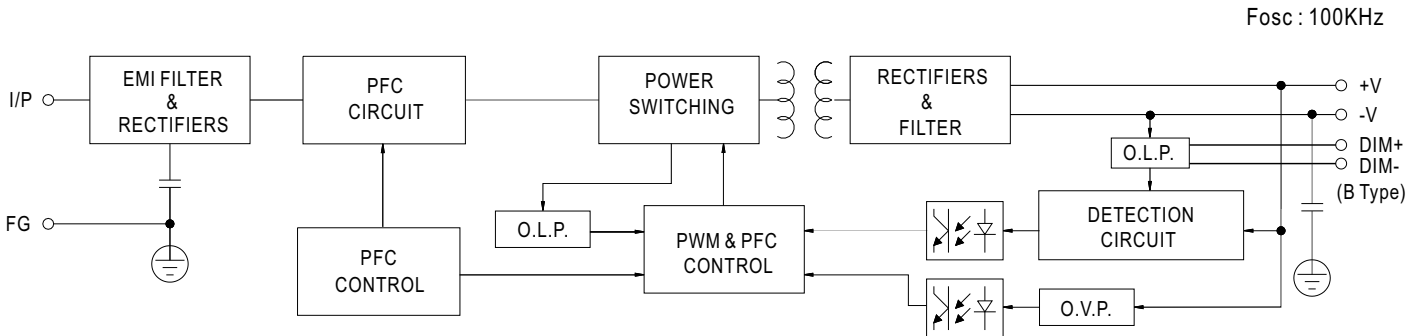 Fosc : 100KHz
I/P
EMI FILTER
&
RECTIFIERS
PFC
CIRCUIT
POWER
SWITCHING
RECTIFIERS
&
FILTER
+V
-V
DIM+
DIM-
(B Type)
O.L.P.
FG
O.L.P.
DETECTION
CIRCUIT
PFC
CONTROL
PWM & PFC
CONTROL
O.V.P.